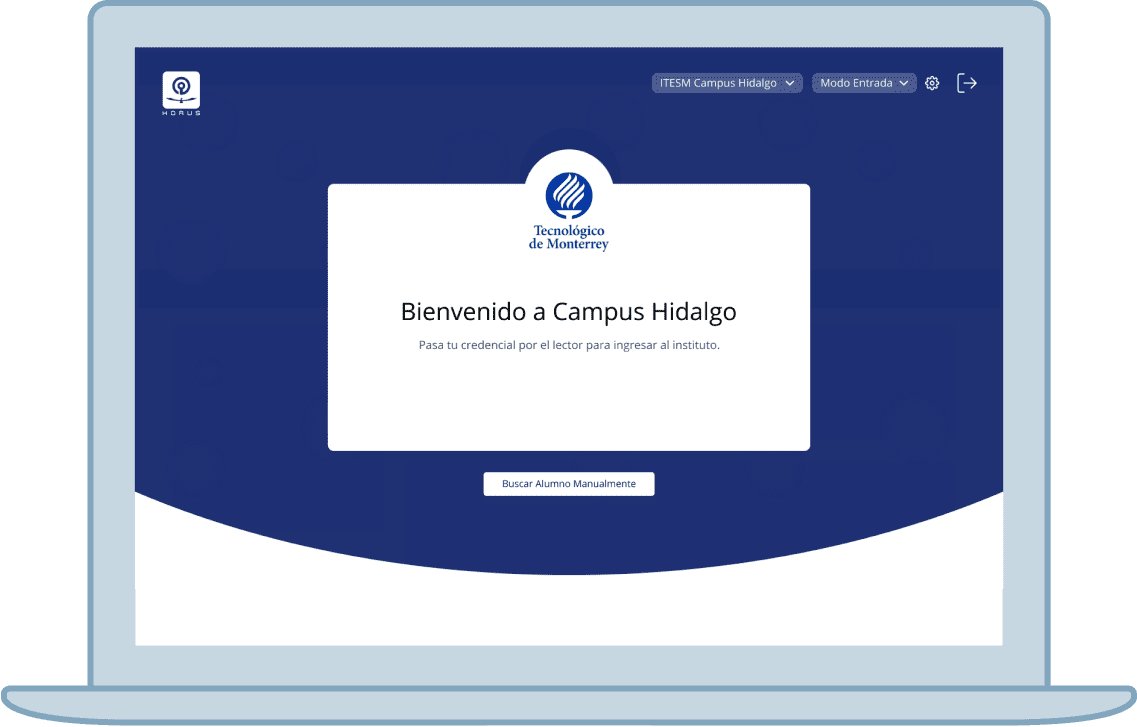 HORUS
ITESM Campus Hidalgo
Modo Entrada
Tecnológico
de Monterrey
Bienvenido a Campus Hidalgo
Pasa tu credencial por el lector para ingresar al instituto.
Buscar Alumno Manualmente